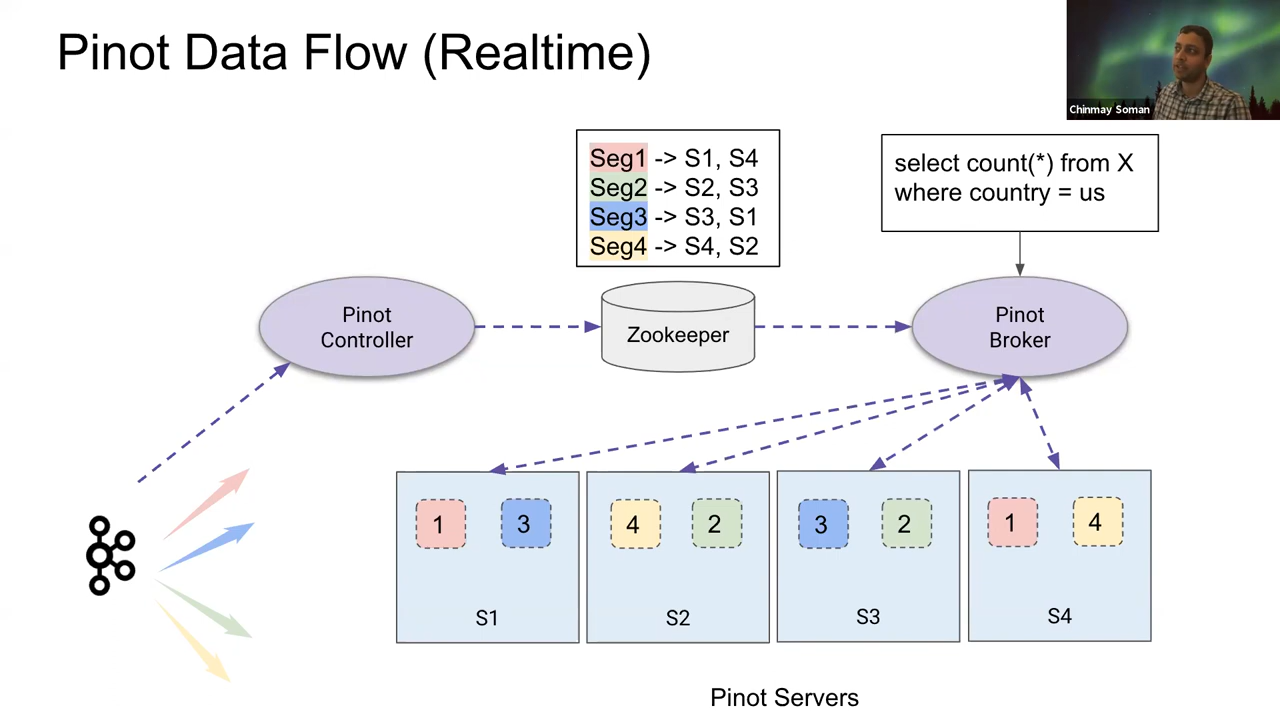 Pinot Data Flow (Realtime)
Chinmay Soman
Seg1 -> S1, S4
Seg2 -> S2, S3
Seg3 -> S3, S1
Seg4 -> S4, S2
select count(*) from X
where country = us
Pinot
Controller
Zookeeper
Pinot
Broker
1 3
4 2
3 2
1 4
S1
S2
S3
S4
Pinot Servers